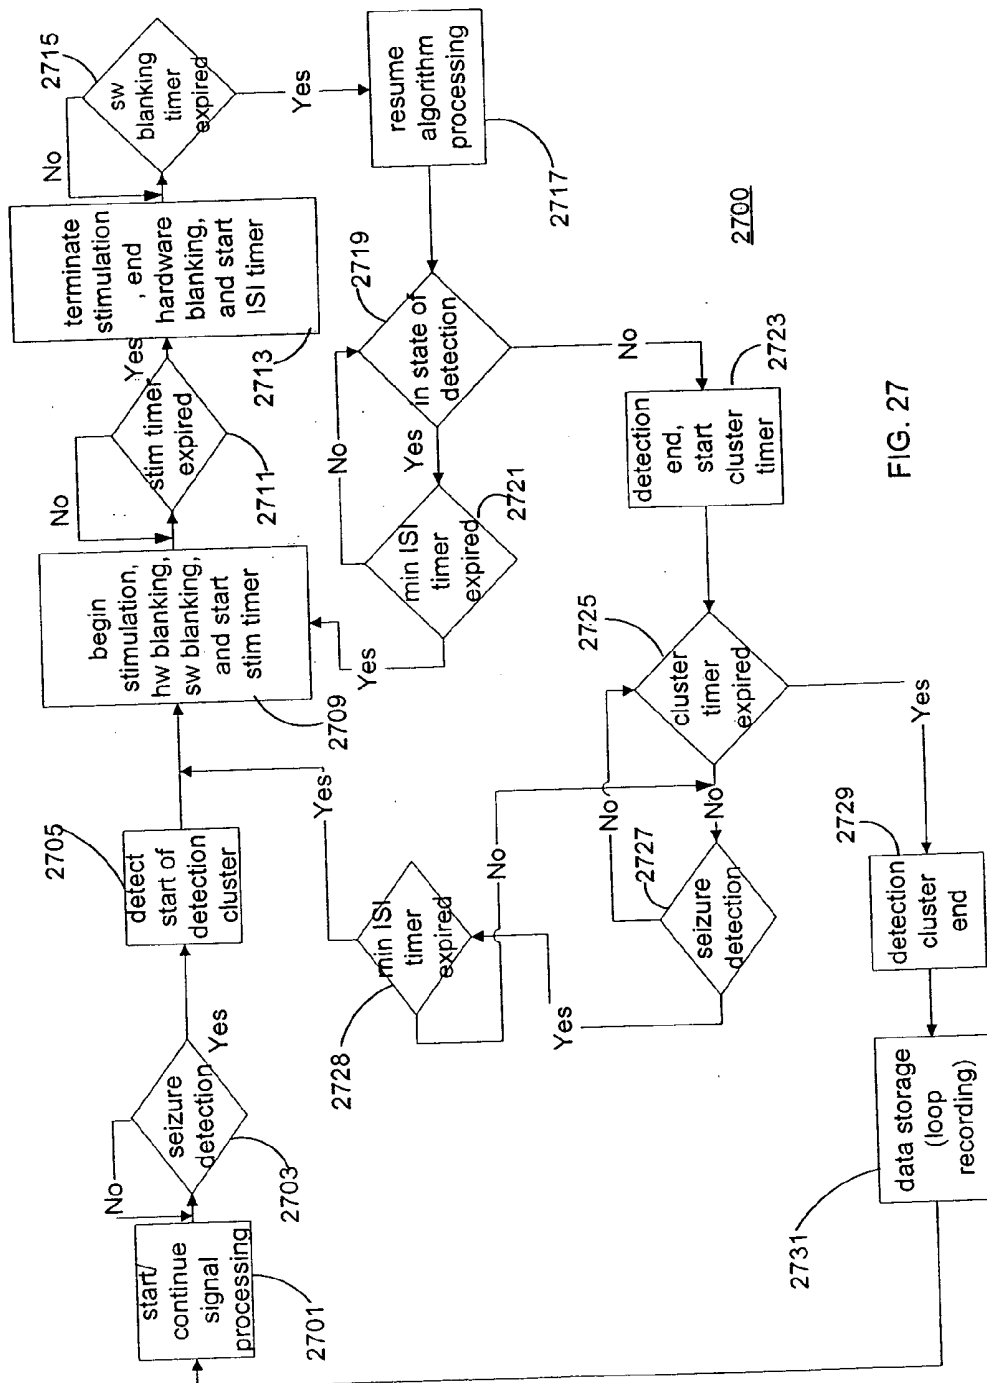 start/
continue
signal
processing
2701
No
seizure
detection
2703
Yes
2705
detect
start of
detection
cluster
begin
stimulation,
hw blanking,
sw blanking,
and start
stim timer
2709
No
stim timer
expired
2711
Yes
terminate
stimulation
, end
hardware
blanking,
and start
ISI timer
2713
No
2715
sw
blanking
timer
expired
Yes
resume
algorithm
processing
2717
2719
in state of
detection
Yes
No
min ISI
timer
expired
2721
Yes
No
2723
detection
end,
start
cluster
timer
2725
cluster
timer
expired
No
Yes
2727
seizure
detection
No
Yes
min ISI
timer
expired
2728
Yes
No
2729
detection
cluster
end
data storage
(loop
recording)
2731
2700
FIG. 27